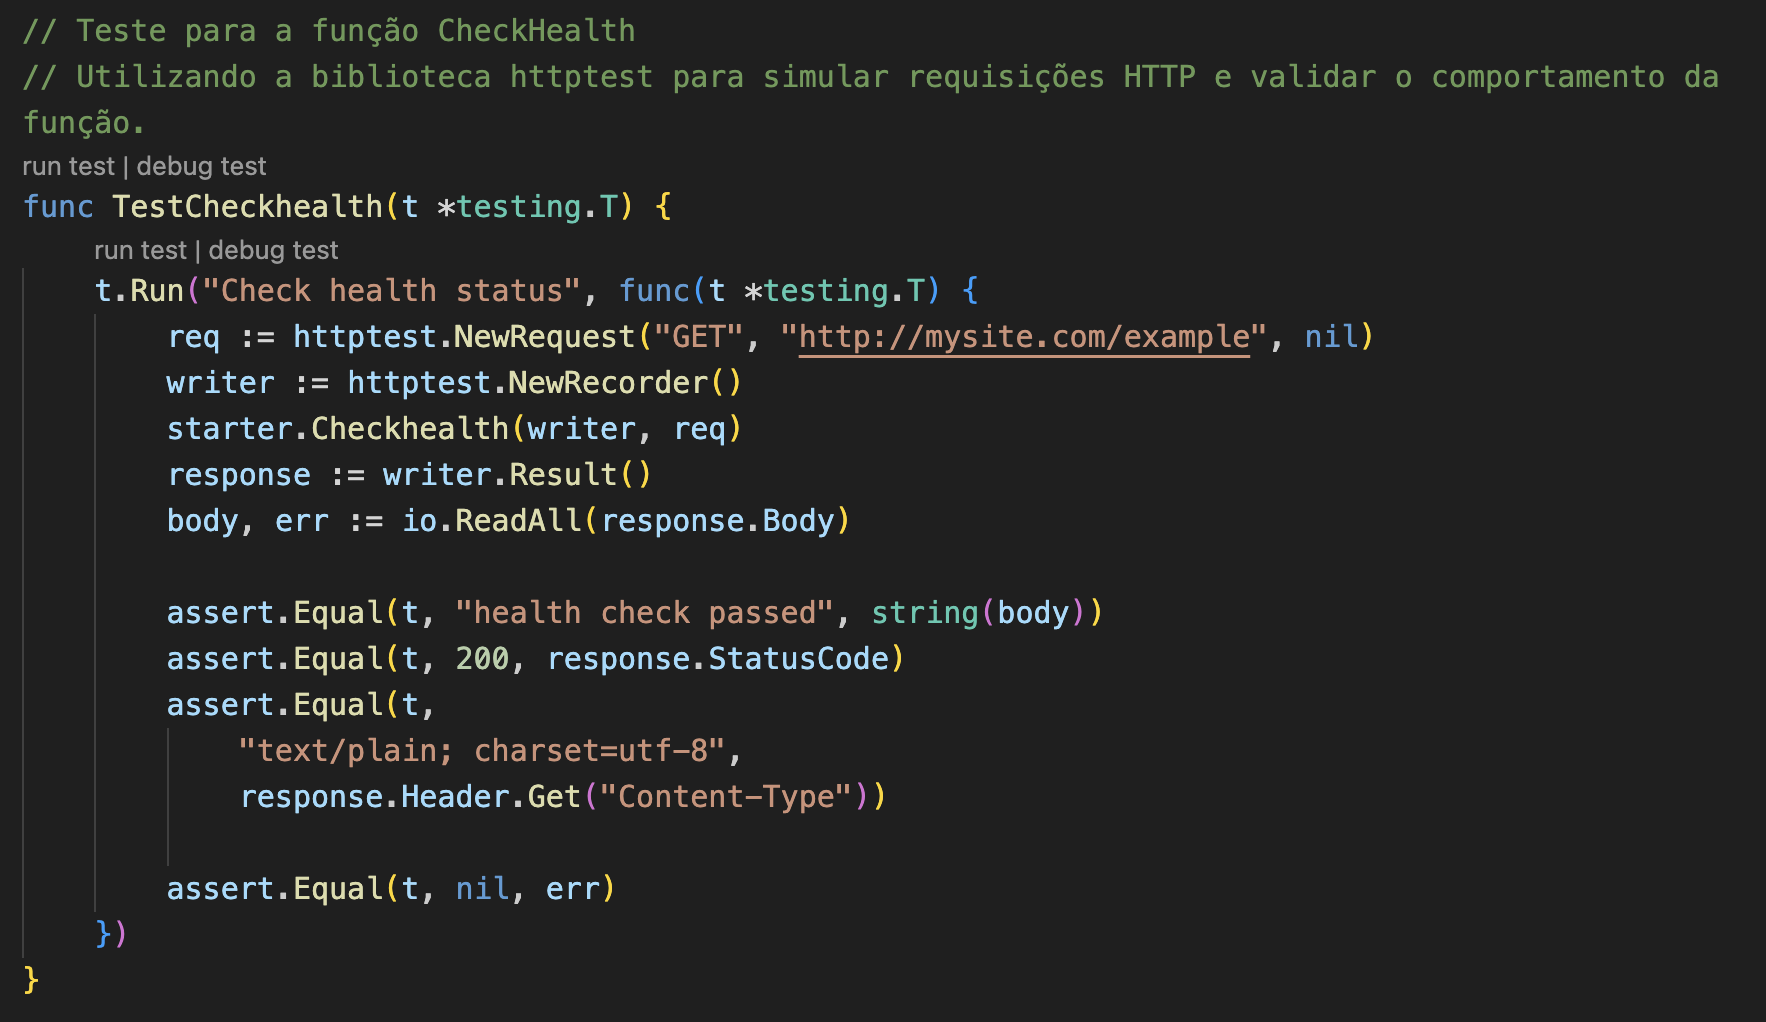 // Teste para a função CheckHealth
// Utilizando a biblioteca httptest para simular requisições HTTP e validar o comportamento da
função.
run test | debug test
func TestCheckhealth(t *testing.T) {
run test | debug test
t.Run("Check health status", func(t *testing.T) {
req := httptest.NewRequest("GET", "http://mysite.com/example", nil)
writer := httptest.NewRecorder()
starter.Checkhealth(writer, req)
response := writer.Result()
body, err := io.ReadAll(response.Body)
assert.Equal(t, "health check passed", string(body))
assert.Equal(t, 200, response.StatusCode)
assert.Equal(t,
"text/plain; charset=utf-8",
response.Header.Get("Content-Type"))
assert.Equal(t, nil, err)
})
}